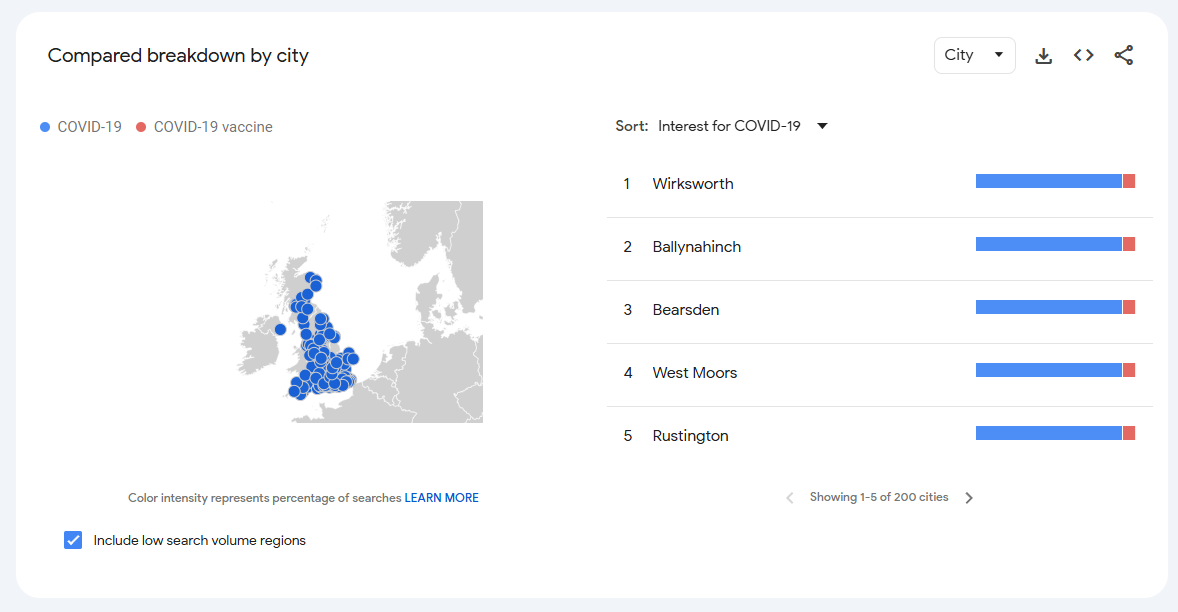 Compared breakdown by city
City
COVID-19
COVID-19 vaccine
Sort: Interest for COVID-19
1 Wirksworth
2 Ballynahinch
3 Bearsden
4 West Moors
5 Rustington
Color intensity represents percentage of searches LEARN MORE
Showing 1-5 of 200 cities
Include low search volume regions